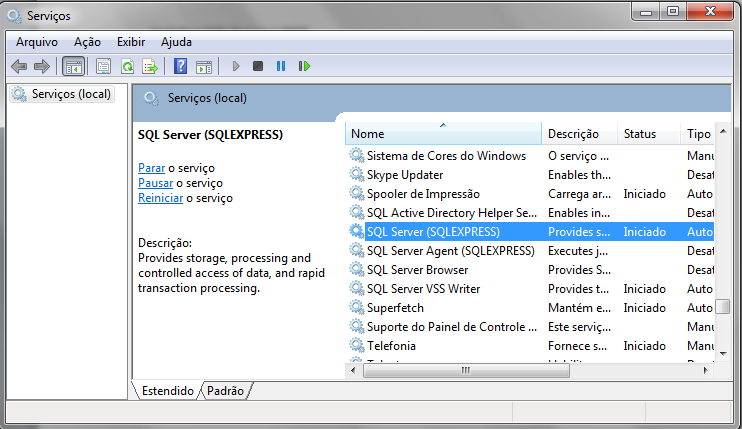 Serviços
Arquivo Ação Exibir Ajuda
Serviços (local)
Serviços (local)
SQL Server (SQLEXPRESS)
Parar o serviço
Pausar o serviço
Reiniciar o serviço
Descrição:
Provides storage, processing and
controlled access of data, and rapid
transaction processing.
Nome Descrição Status Tipo
Sistema de Cores do Windows O serviço ... Manu
Skype Updater Enables th... Desat
Spooler de Impressão Carrega ar... Iniciado Auto
SQL Active Directory Helper Se... Enables in... Desat
SQL Server (SQLEXPRESS) Provides s... Iniciado Auto
SQL Server Agent (SQLEXPRESS) Executes j... Desat
SQL Server Browser Provides S... Desat
SQL Server VSS Writer Provides t... Iniciado Auto
Superfetch Mantém e... Iniciado Auto
Suporte do Painel de Controle ... Este serviç... Manu
Telefonia Fornece s... Iniciado Manu
Estendido Padrão